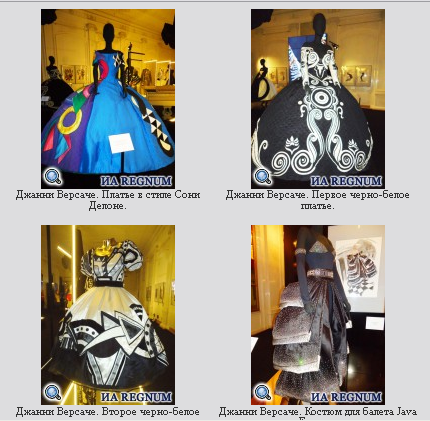 ИА REGNUM
Джанни Версаче. Платье в стиле Сони
Делоне.
ИА REGNUM
Джанни Версаче. Первое черно-белое
платье.
ИА REGNUM
Джанни Версаче. Второе черно-белое
ИА REGNUM
Джанни Версаче. Костюм для балета Java